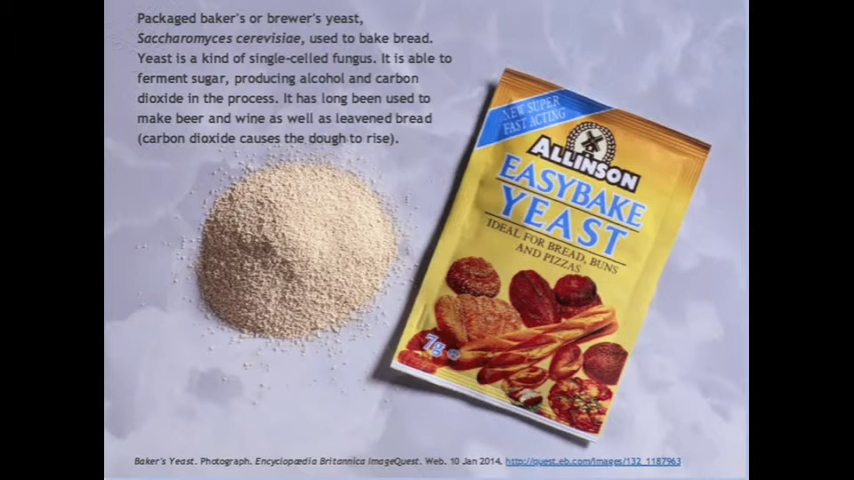 Packaged baker's or brewer's yeast,
Saccharomyces cerevisiae, used to bake bread.
Yeast is a kind of single-celled fungus. It is able to
ferment sugar, producing alcohol and carbon
dioxide in the process. It has long been used to
make beer and wine as well as leavened bread
(carbon dioxide causes the dough to rise).
NEW SUPER
FAST ACTING
ALLINSON
EASYBAKE
YEAST
IDEAL FOR BREAD, BUNS
AND PIZZAS
7g e
Baker's Yeast. Photograph. Encyclopædia Britannica ImageQuest. Web. 10 Jan 2014. http://quest.eb.com/images/132_1187963